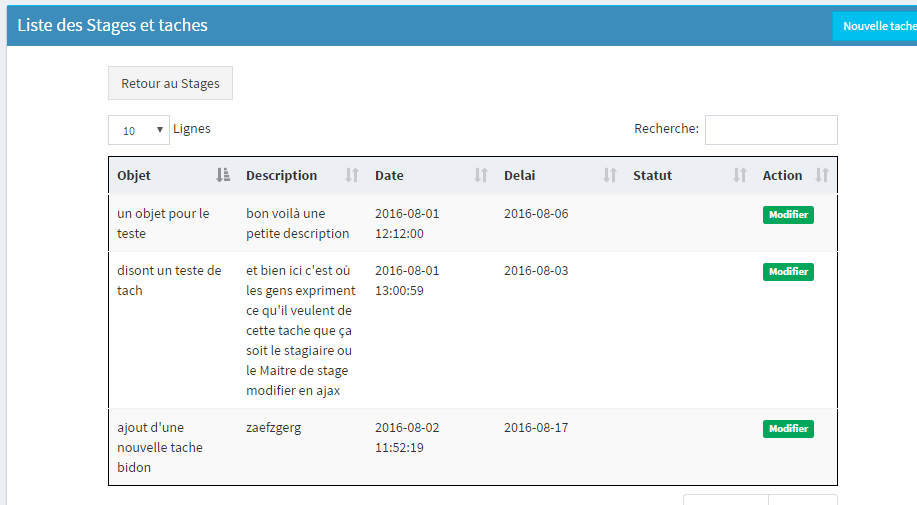 Liste des Stages et taches
Nouvelle tache
Retour au Stages
10 Lignes
Recherche:
Objet Description Date Delai Statut Action
un objet pour le bon voilà une 2016-08-01 2016-08-06 Modifier
teste petite description 12:12:00
disont un teste de et bien ici c'est où 2016-08-01 2016-08-03 Modifier
tach les gens expriment 13:00:59
ce qu'il veulent de
cette tache que ça
soit le stagiaire ou
le Maitre de stage
modifier en ajax
ajout d'une zaefzgerg 2016-08-02 2016-08-17 Modifier
nouvelle tache 11:52:19
bidon